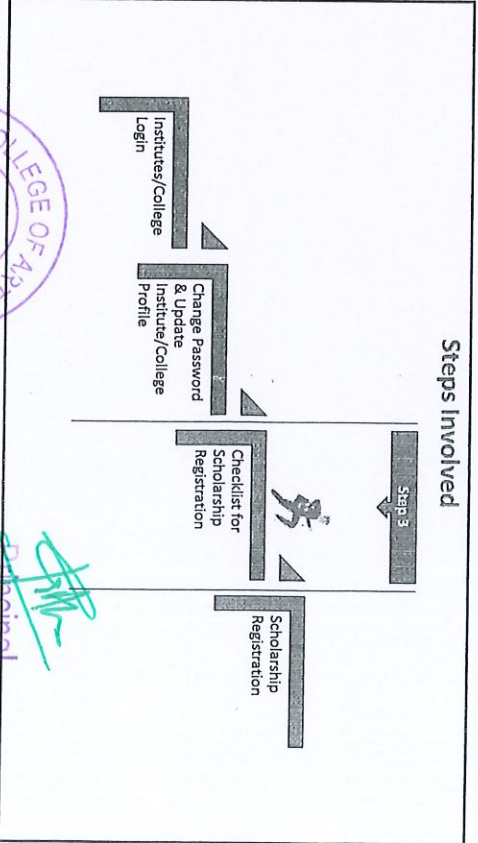 Steps Involved
Step 3
Institutes/College
Login
Change Password
& Update
Institute/College
Profile
Checklist for
Scholarship
Registration
Scholarship
Registration
COLLEGE OF
Principal